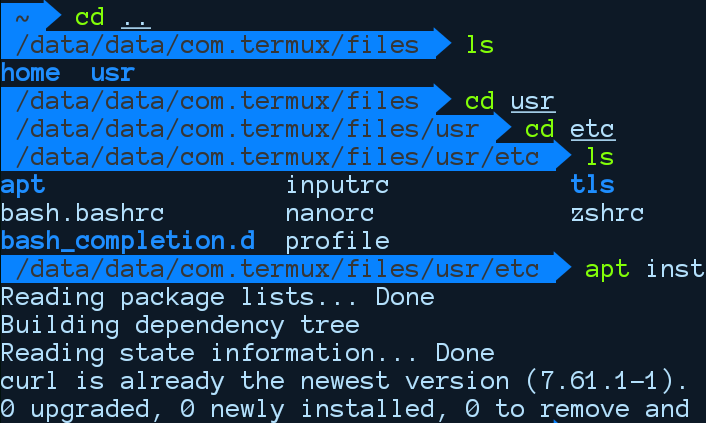 ~ cd ..
/data/data/com.termux/files ls
home usr
/data/data/com.termux/files cd usr
/data/data/com.termux/files/usr cd etc
/data/data/com.termux/files/usr/etc ls
apt inputrc tls
bash.bashrc nanorc zshrc
bash_completion.d profile
/data/data/com.termux/files/usr/etc apt inst
Reading package lists... Done
Building dependency tree
Reading state information... Done
curl is already the newest version (7.61.1-1).
0 upgraded, 0 newly installed, 0 to remove and